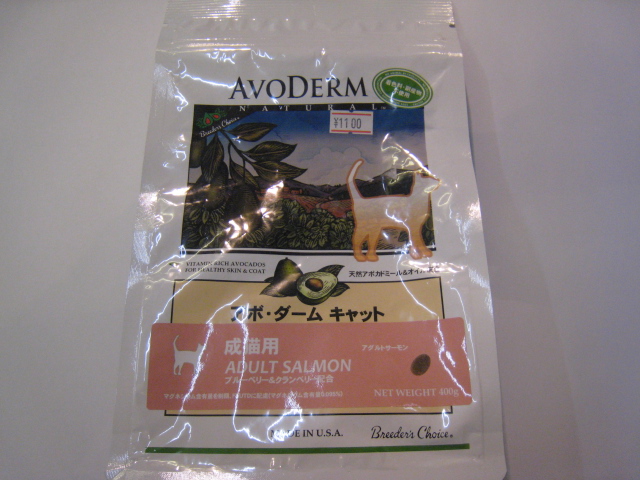 AVODERM
NATURAL
¥1100
Breeder's Choice
VITAMIN RICH AVOCADOS
FOR HEALTHY SKIN & COAT
天然アボカドミール&オイル
ボ・ダーム キャット
成猫用
アダルトサーモン
ADULT SALMON
ブルーベリー&クランベリー配合
NET WEIGHT 400g
MADE IN U.S.A.
Breeder's Choice